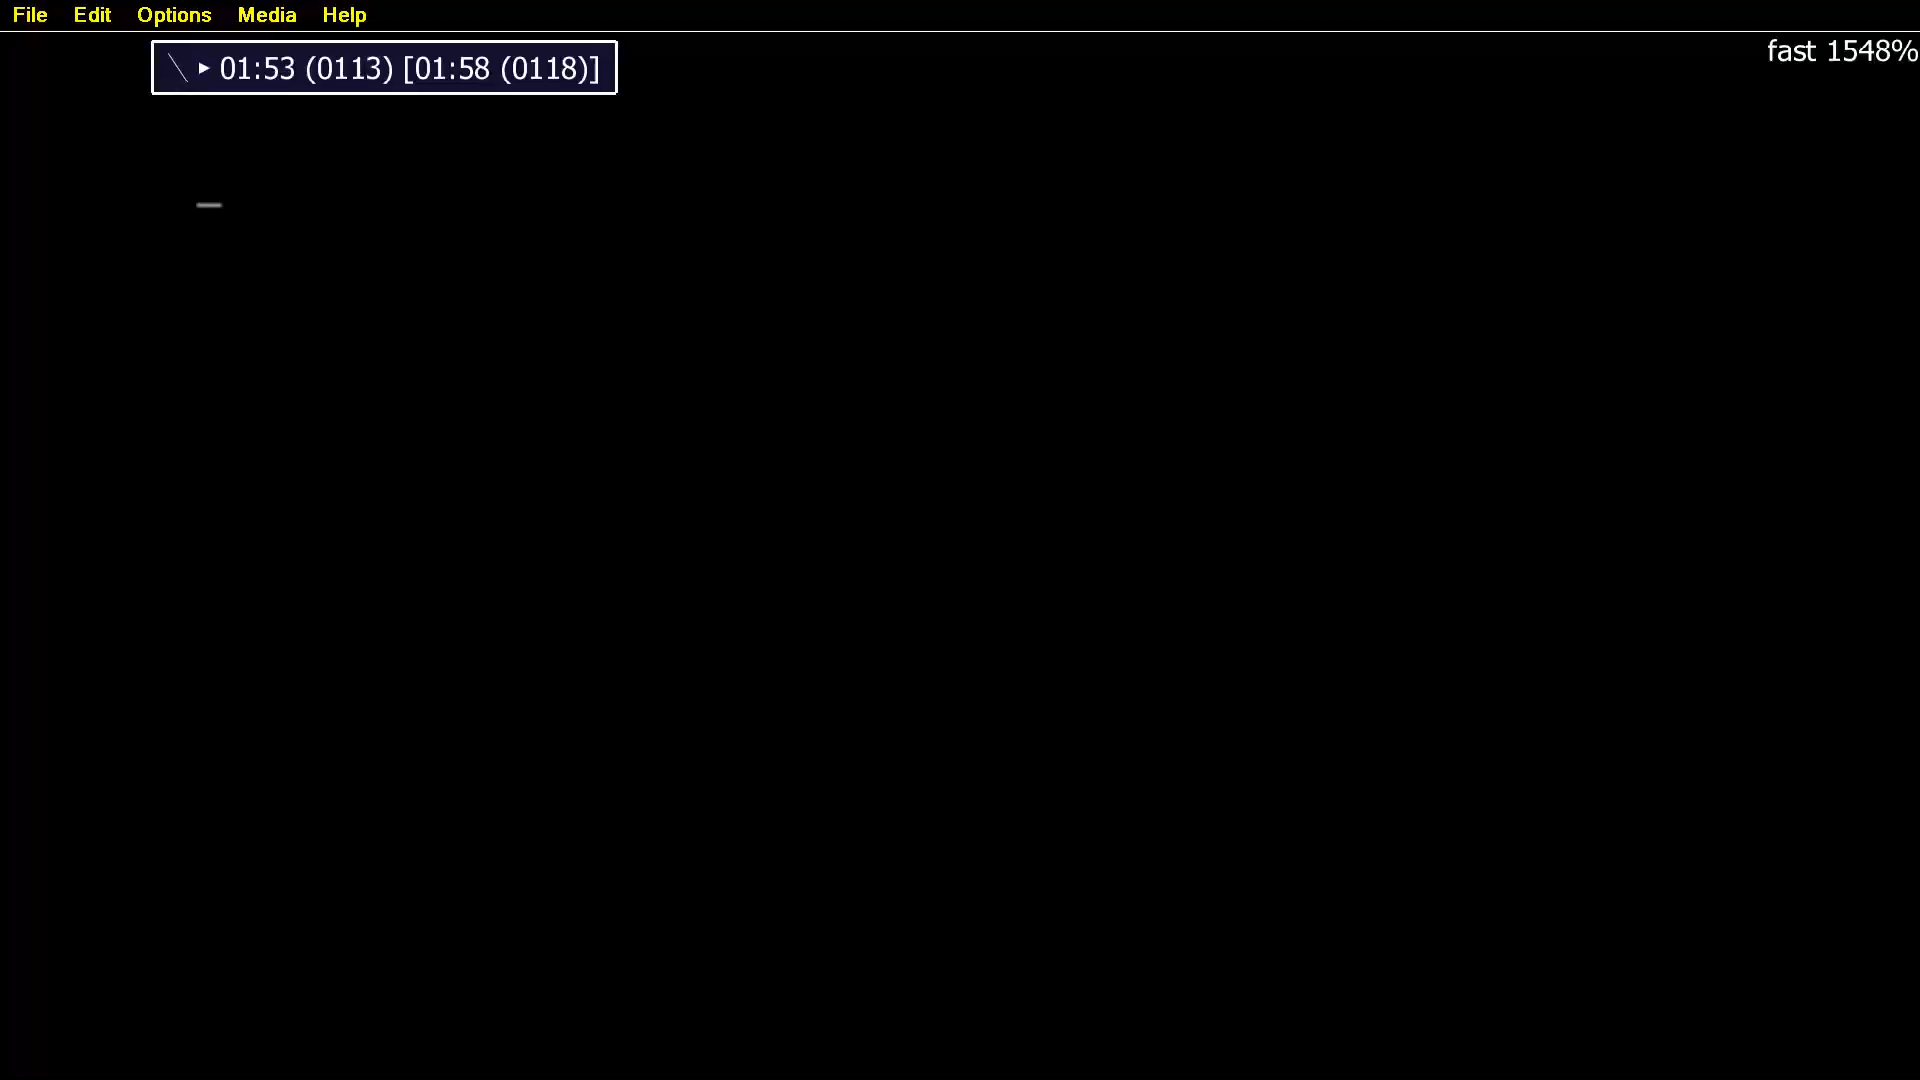 File Edit Options Media Help
fast 1548%
\ ▸ 01:53 (0113) [01:58 (0118)]
_